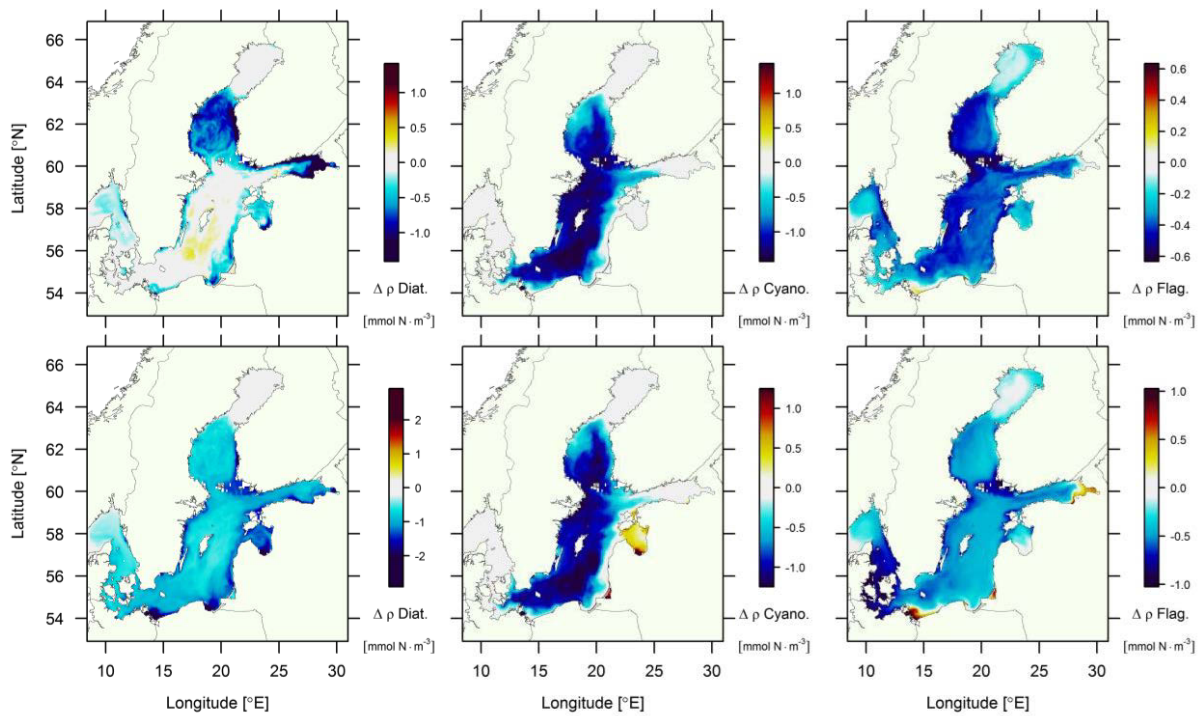 66
64
62
60
58
56
54
Latitude [°N]
1.0
0.5
0.0
-0.5
-1.0
Δ ρ Diat.
[mmol N · m⁻³]
1.0
0.5
0.0
-0.5
-1.0
Δ ρ Cyano.
[mmol N · m⁻³]
0.6
0.4
0.2
0.0
-0.2
-0.4
-0.6
Δ ρ Flag.
[mmol N · m⁻³]
66
64
62
60
58
56
54
Latitude [°N]
2
1
0
-1
-2
Δ ρ Diat.
[mmol N · m⁻³]
1.0
0.5
0.0
-0.5
-1.0
Δ ρ Cyano.
[mmol N · m⁻³]
1.0
0.5
0.0
-0.5
-1.0
Δ ρ Flag.
[mmol N · m⁻³]
10 15 20 25 30
10 15 20 25 30
10 15 20 25 30
Longitude [°E]
Longitude [°E]
Longitude [°E]